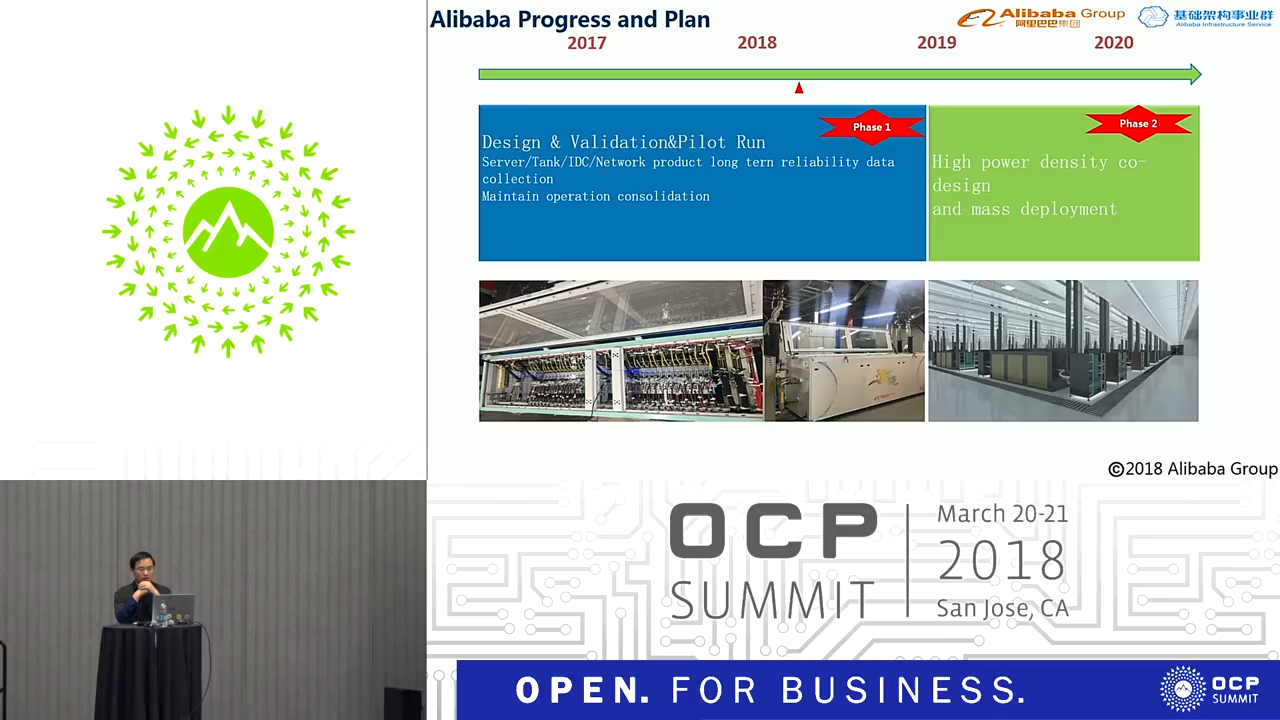 Alibaba Progress and Plan
Alibaba Group
阿里巴巴集团
基础架构事业群
Alibaba Infrastructure Service
2017
2018
2019
2020
Phase 1
Design & Validation&Pilot Run
Server/Tank/IDC/Network product long tern reliability data
collection
Maintain operation consolidation
Phase 2
High power density co-
design
and mass deployment
©2018 Alibaba Group
OCP
SUMMIT
March 20-21
2018
San Jose, CA
OPEN. FOR BUSINESS.
OCP
SUMMIT